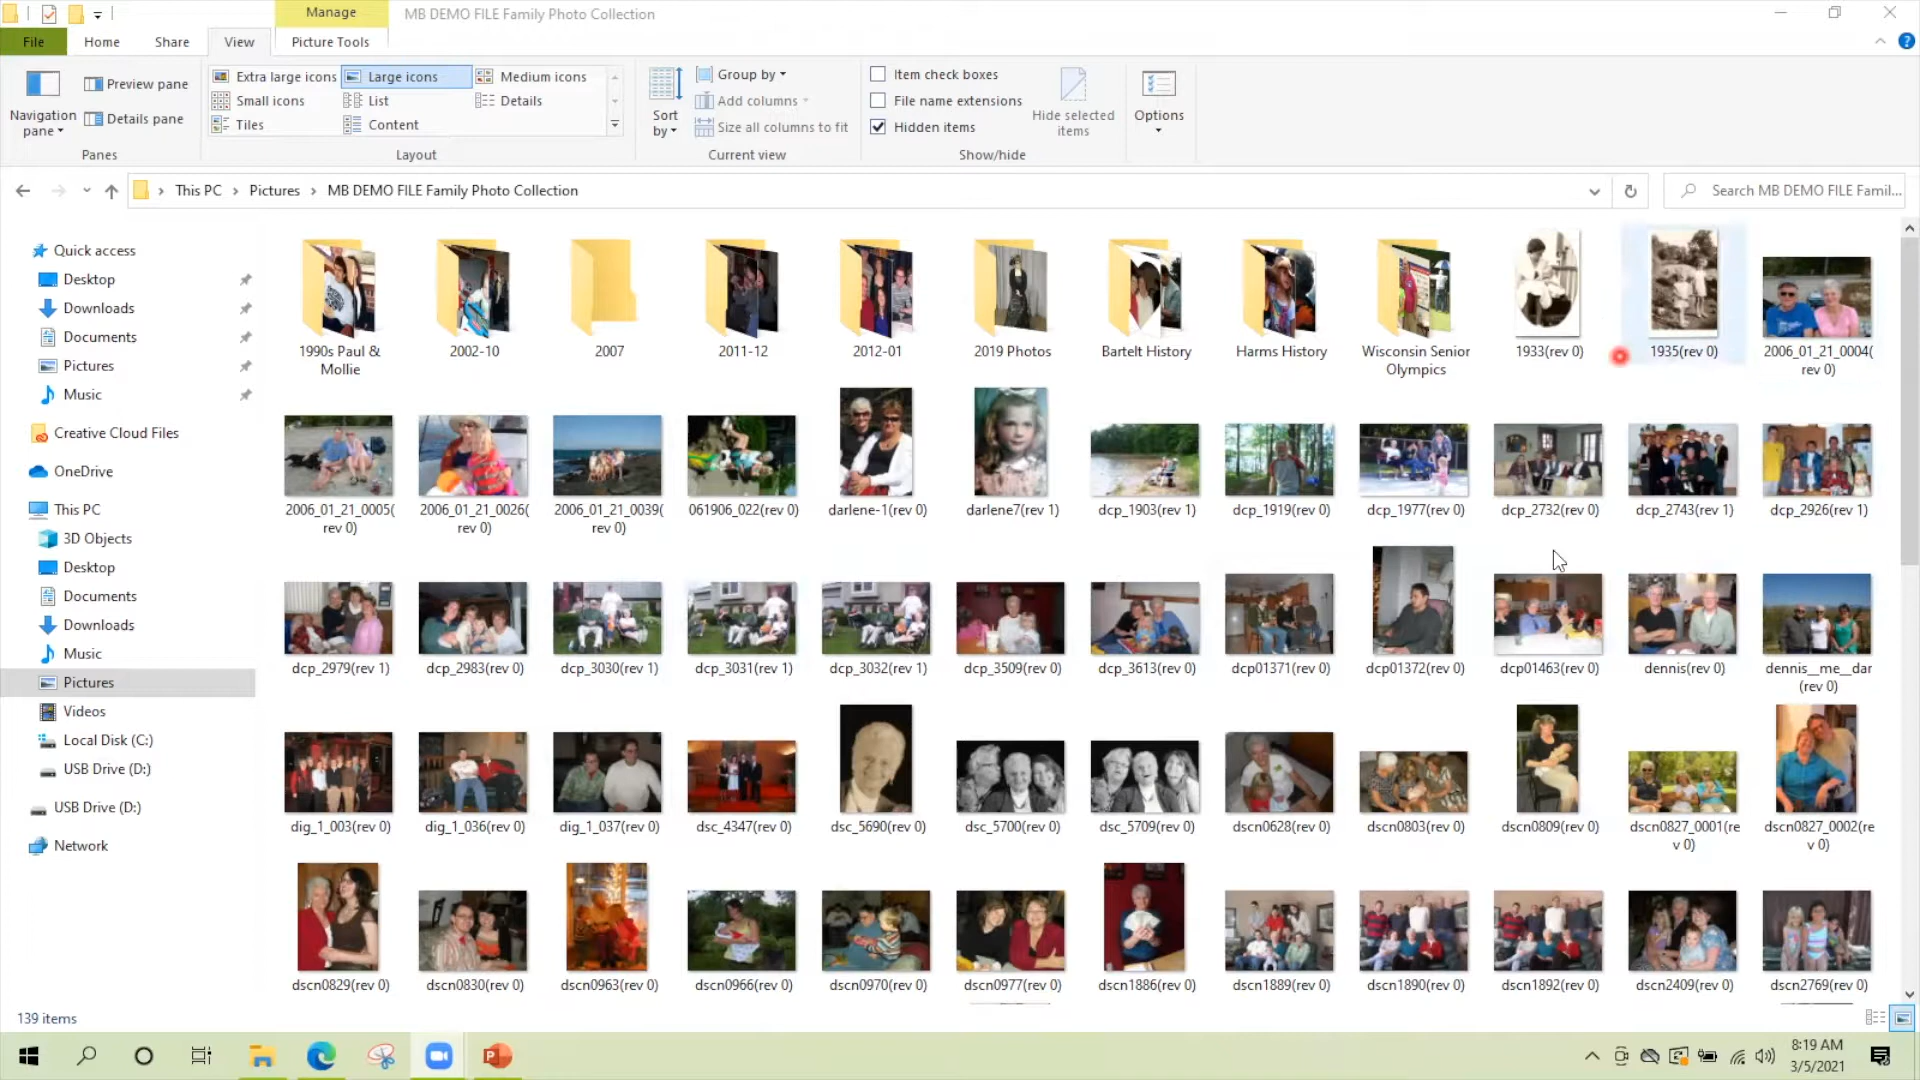 Manage
MB DEMO FILE Family Photo Collection
File
Home
Share
View
Picture Tools
Navigation
pane
Preview pane
Details pane
Panes
Extra large icons
Large icons
Medium icons
Small icons
List
Details
Tiles
Content
Layout
Sort
by
Group by
Add columns
Size all columns to fit
Current view
Item check boxes
File name extensions
Hidden items
Hide selected
items
Show/hide
Options
This PC
Pictures
MB DEMO FILE Family Photo Collection
Search MB DEMO FILE Famil...
Quick access
Desktop
Downloads
Documents
Pictures
Music
Creative Cloud Files
OneDrive
This PC
3D Objects
Desktop
Documents
Downloads
Music
Pictures
Videos
Local Disk (C:)
USB Drive (D:)
USB Drive (D:)
Network
1990s Paul &
Mollie
2002-10
2007
2011-12
2012-01
2019 Photos
Bartelt History
Harms History
Wisconsin Senior
Olympics
1933(rev 0)
1935(rev 0)
2006_01_21_0004(
rev 0)
2006_01_21_0005(
rev 0)
2006_01_21_0026(
rev 0)
2006_01_21_0039(
rev 0)
061906_022(rev 0)
darlene-1(rev 0)
darlene7(rev 1)
dcp_1903(rev 1)
dcp_1919(rev 0)
dcp_1977(rev 0)
dcp_2732(rev 0)
dcp_2743(rev 1)
dcp_2926(rev 1)
dcp_2979(rev 1)
dcp_2983(rev 0)
dcp_3030(rev 1)
dcp_3031(rev 1)
dcp_3032(rev 1)
dcp_3509(rev 0)
dcp_3613(rev 0)
dcp01371(rev 0)
dcp01372(rev 0)
dcp01463(rev 0)
dennis(rev 0)
dennis__me__dar
(rev 0)
dig_1_003(rev 0)
dig_1_036(rev 0)
dig_1_037(rev 0)
dsc_4347(rev 0)
dsc_5690(rev 0)
dsc_5700(rev 0)
dsc_5709(rev 0)
dscn0628(rev 0)
dscn0803(rev 0)
dscn0809(rev 0)
dscn0827_0001(re
v 0)
dscn0827_0002(re
v 0)
dscn0829(rev 0)
dscn0830(rev 0)
dscn0963(rev 0)
dscn0966(rev 0)
dscn0970(rev 0)
dscn0977(rev 0)
dscn1886(rev 0)
dscn1889(rev 0)
dscn1890(rev 0)
dscn1892(rev 0)
dscn2409(rev 0)
dscn2769(rev 0)
139 items
8:19 AM
3/5/2021